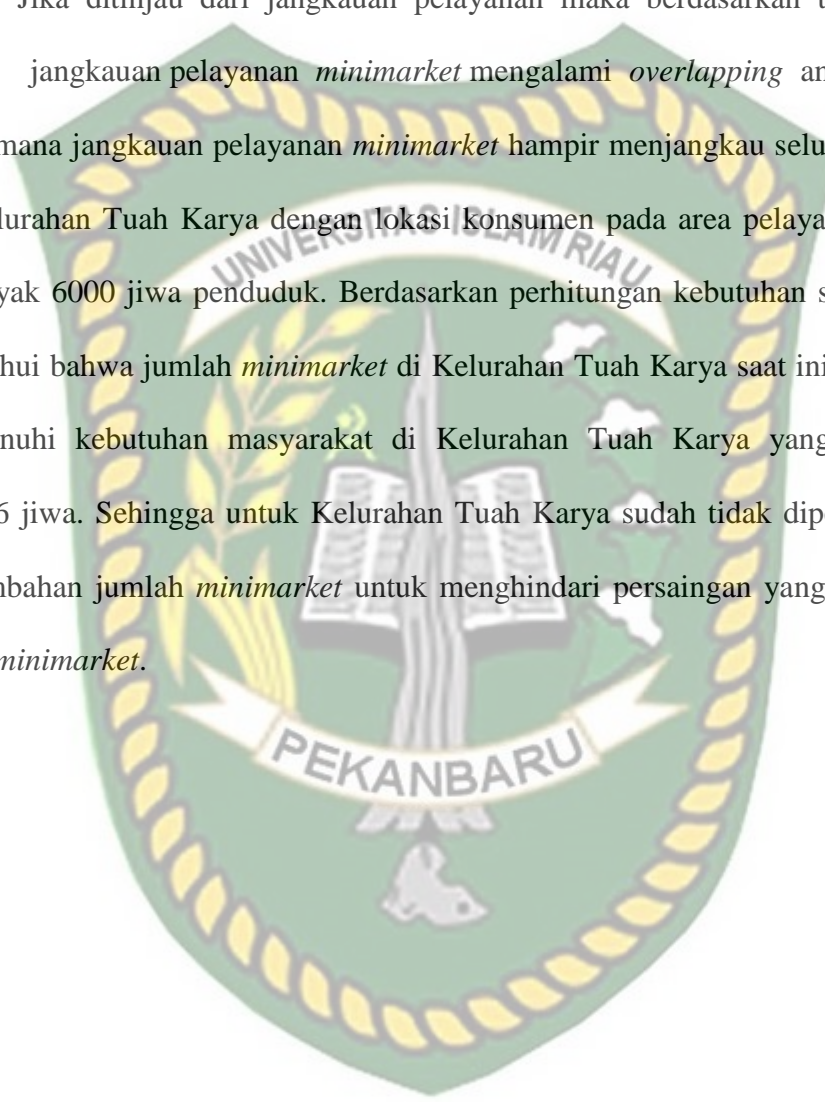 Jika ditinjau dari jangkauan pelayanan maka berdasarkan
jangkauan pelayanan minimarket mengalami overlapping an
mana jangkauan pelayanan minimarket hampir menjangkau selu
lurahan Tuah Karya dengan lokasi konsumen pada area pelaya
yak 6000 jiwa penduduk. Berdasarkan perhitungan kebutuhan s
hui bahwa jumlah minimarket di Kelurahan Tuah Karya saat ini
nuhi kebutuhan masyarakat di Kelurahan Tuah Karya yang
6 jiwa. Sehingga untuk Kelurahan Tuah Karya sudah tidak dipe
nbahan jumlah minimarket untuk menghindari persaingan yang
minimarket.
UNIVERSITAS ISLAM RIAU
PEKANBARU